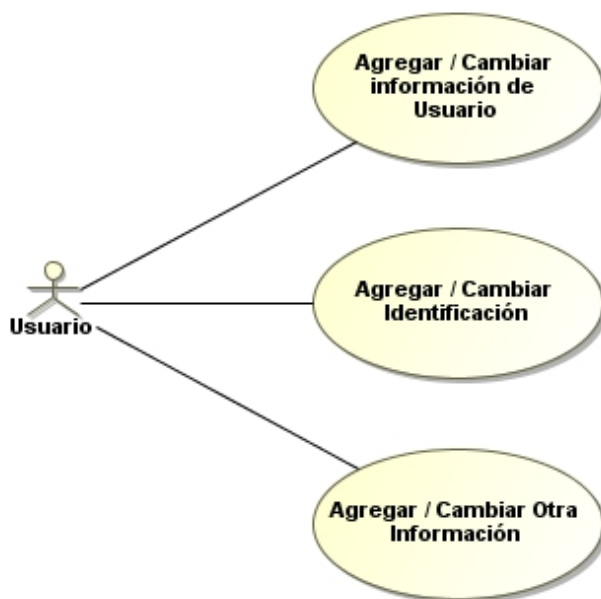 Agregar / Cambiar
información de
Usuario
Agregar / Cambiar
Identificación
Usuario
Agregar / Cambiar Otra
Información